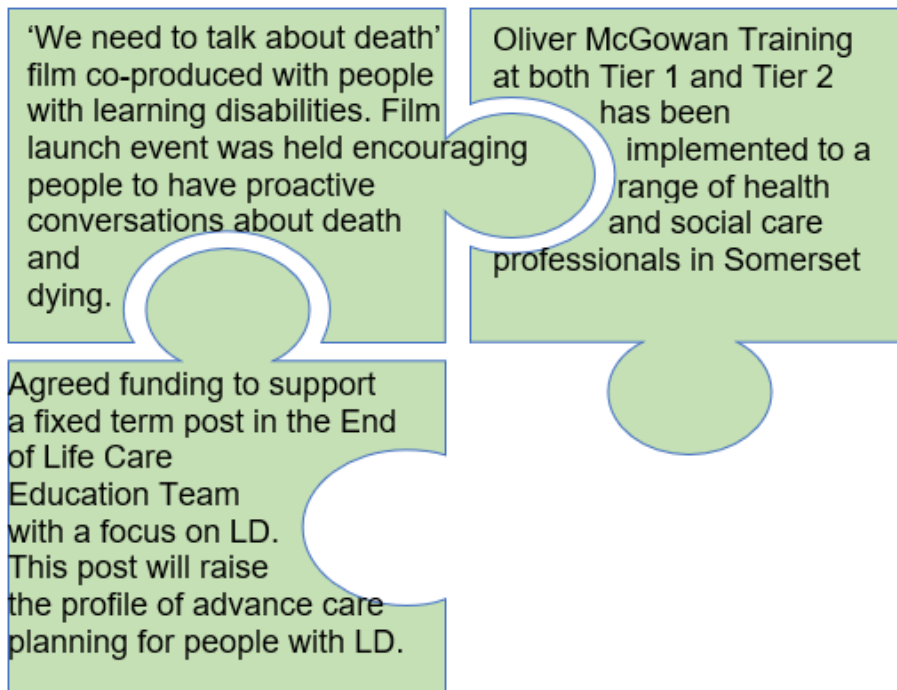 ‘We need to talk about death’
film co-produced with people
with learning disabilities. Film
launch event was held encouraging
people to have proactive
conversations about death
and
dying.
Oliver McGowan Training
at both Tier 1 and Tier 2
has been
implemented to a
range of health
and social care
professionals in Somerset
Agreed funding to support
a fixed term post in the End
of Life Care
Education Team
with a focus on LD.
This post will raise
the profile of advance care
planning for people with LD.